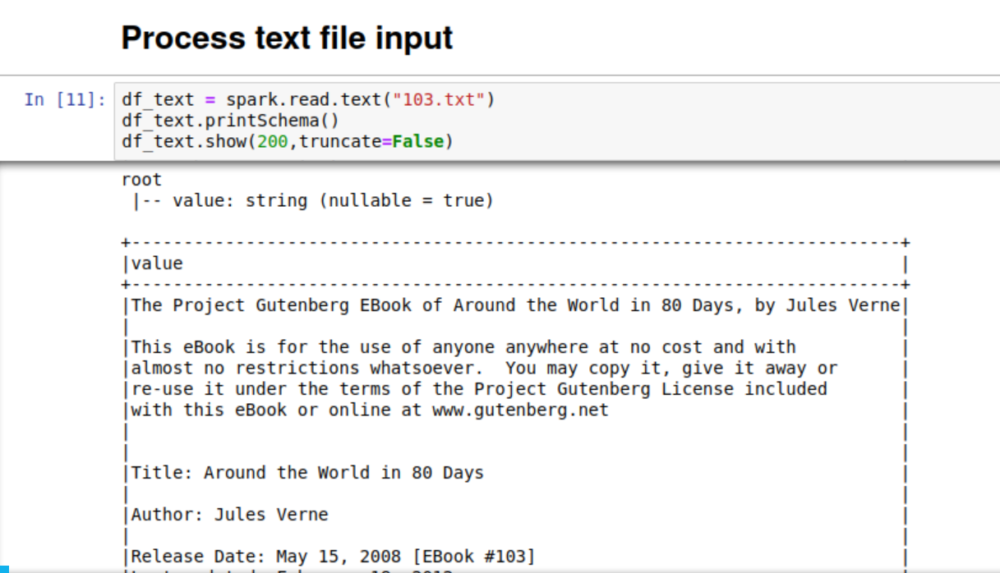 Process text file input
In [11]: df_text = spark.read.text("103.txt")
df_text.printSchema()
df_text.show(200,truncate=False)
root
 |-- value: string (nullable = true)
+--------------------------------------------------------------------------+
|value                                                                     |
+--------------------------------------------------------------------------+
|The Project Gutenberg EBook of Around the World in 80 Days, by Jules Verne|
|                                                                          |
|This eBook is for the use of anyone anywhere at no cost and with          |
|almost no restrictions whatsoever.  You may copy it, give it away or      |
|re-use it under the terms of the Project Gutenberg License included       |
|with this eBook or online at www.gutenberg.net                            |
|                                                                          |
|                                                                          |
|Title: Around the World in 80 Days                                        |
|                                                                          |
|Author: Jules Verne                                                       |
|                                                                          |
|Release Date: May 15, 2008 [EBook #103]                                   |